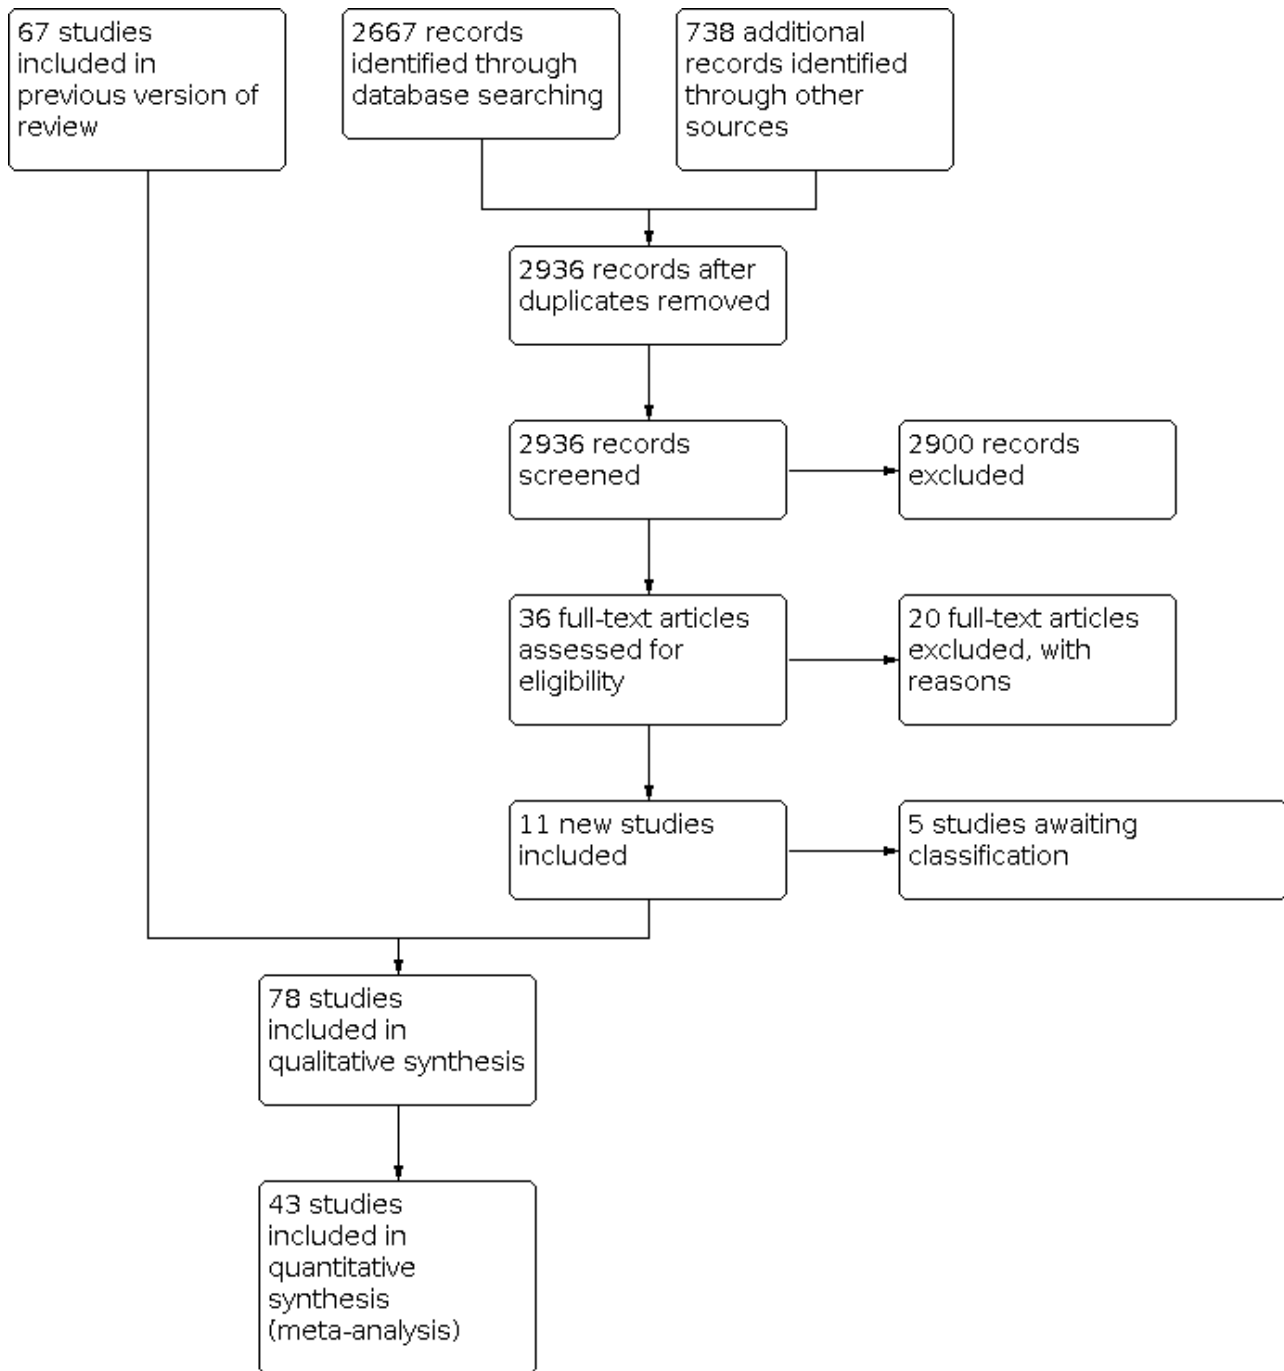 67 studies
included in
previous version of
review
2667 records
identified through
database searching
738 additional
records identified
through other
sources
2936 records after
duplicates removed
2936 records
screened
2900 records
excluded
36 full-text articles
assessed for
eligibility
20 full-text articles
excluded, with
reasons
11 new studies
included
5 studies awaiting
classification
78 studies
included in
qualitative synthesis
43 studies
included in
quantitative
synthesis
(meta-analysis)